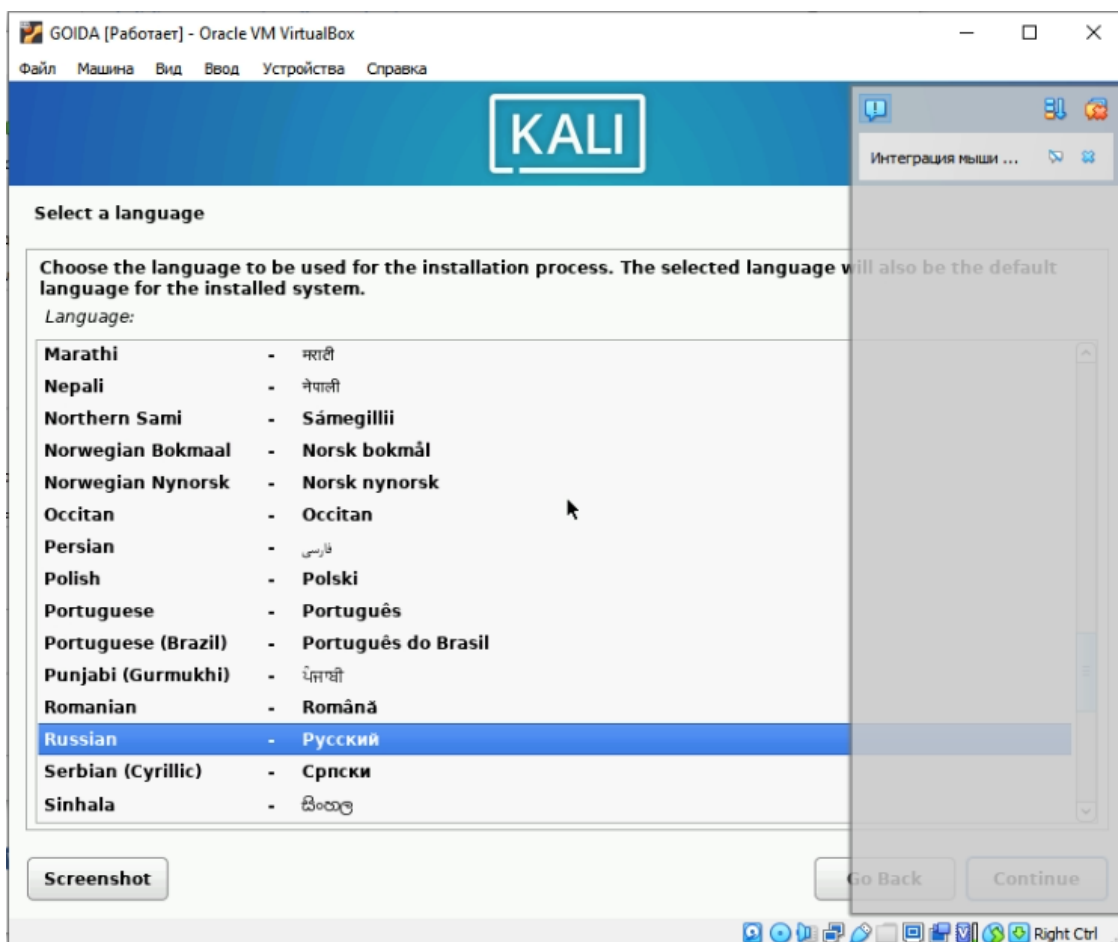 GOIDA [Работает] - Oracle VM VirtualBox
Файл Машина Вид Ввод Устройства Справка
KALI
Интеграция мыши ...
Select a language
Choose the language to be used for the installation process. The selected language will also be the default
language for the installed system.
Language:
Marathi - मराठी
Nepali - नेपाली
Northern Sami - Sámegillii
Norwegian Bokmaal - Norsk bokmål
Norwegian Nynorsk - Norsk nynorsk
Occitan - Occitan
Persian - فارسی
Polish - Polski
Portuguese - Português
Portuguese (Brazil) - Português do Brasil
Punjabi (Gurmukhi) - ਪੰਜਾਬੀ
Romanian - Română
Russian - Русский
Serbian (Cyrillic) - Српски
Sinhala - සිංහල
Screenshot Go Back Continue
Right Ctrl